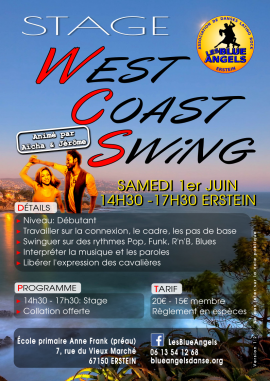 STAGE
ASSOCIATION DE DANSES
LES BLUE
ANGELS
ERSTEIN
WEST
COAST
SWiNG
Animé par
Aïcha & Jérôme
SAMEDI 1er JUIN
14H30 -17H30 ERSTEIN
DÉTAILS
Niveau: Débutant
Travailler sur la connexion, le cadre, les pas de base
Swinguer sur des rythmes Pop, Funk, R'n'B, Blues
Interpréter la musique et les paroles
Libérer l'expression des cavalières
PROGRAMME
14h30 - 17h30: Stage
Collation offerte
TARIF
20€ - 15€ membre
Règlement en espèces
École primaire Anne Frank (préau)
7, rue du Vieux Marché
67150 ERSTEIN
LesBlueAngels
06 13 54 12 68
blueangelsdanse.org